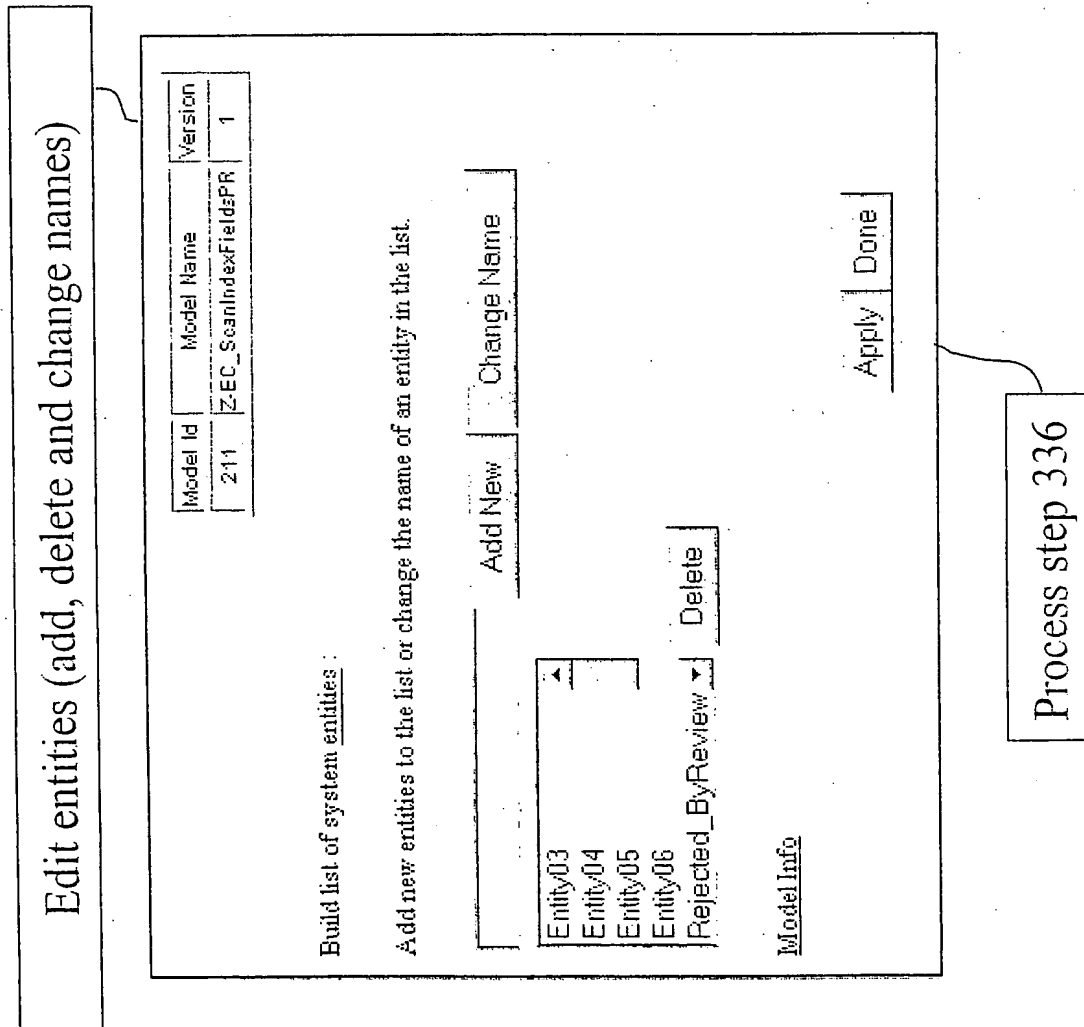 Edit entities (add, delete and change names)
Model Id Model Name Version
211 Z-EC_ScanIndexFieldsPR 1
Build list of system entities :
Add new entities to the list or change the name of an entity in the list.
Add New Change Name
Entity03
Entity04
Entity05
Entity06
Rejected_ByReview Delete
Model Info
Apply Done
Process step 336